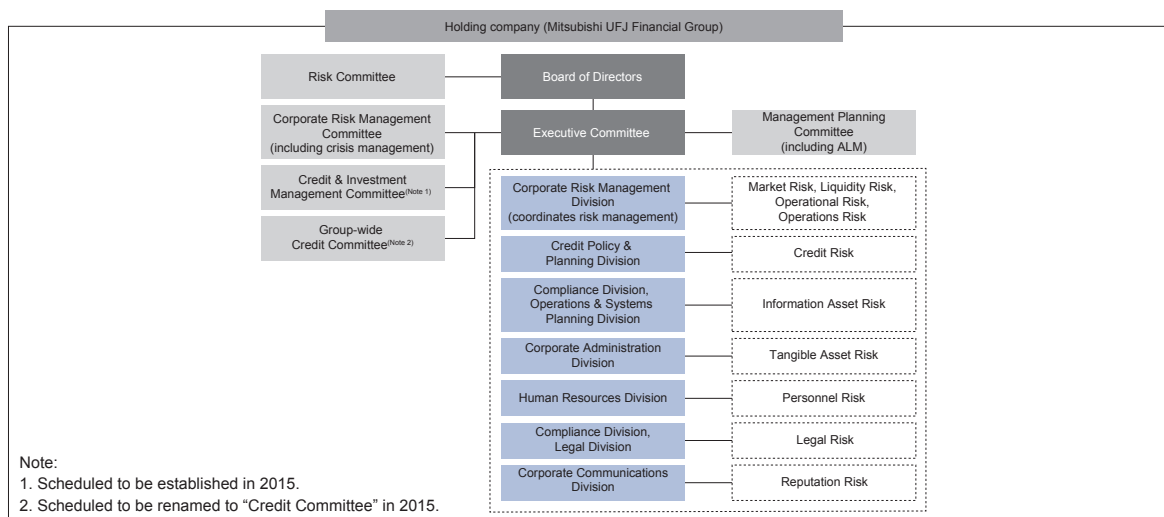 Holding company (Mitsubishi UFJ Financial Group)
Risk Committee
Board of Directors
Corporate Risk Management
Committee
(including crisis management)
Executive Committee
Management Planning
Committee
(including ALM)
Credit & Investment
Management Committee(Note 1)
Group-wide
Credit Committee(Note 2)
Corporate Risk Management
Division
(coordinates risk management)
Market Risk, Liquidity Risk,
Operational Risk,
Operations Risk
Credit Policy &
Planning Division
Credit Risk
Compliance Division,
Operations & Systems
Planning Division
Information Asset Risk
Corporate Administration
Division
Tangible Asset Risk
Human Resources Division
Personnel Risk
Compliance Division,
Legal Division
Legal Risk
Corporate Communications
Division
Reputation Risk
Note:
1. Scheduled to be established in 2015.
2. Scheduled to be renamed to “Credit Committee” in 2015.